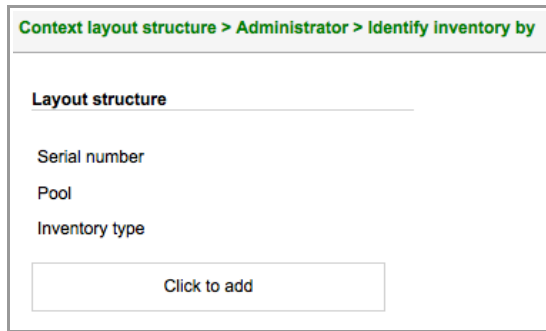 Context layout structure > Administrator > Identify inventory by
Layout structure
Serial number
Pool
Inventory type
Click to add